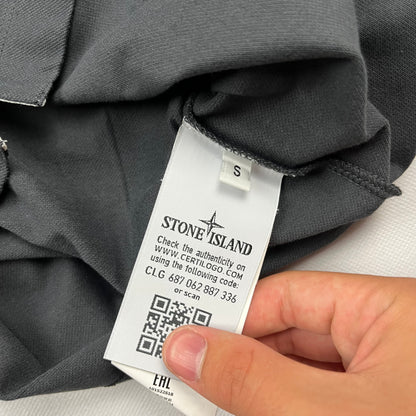 S
STONE ISLAND
Check the authenticity on
WWW.CERTILOGO.COM
using the following code:
CLG 687 062 887 336
or scan
EAC